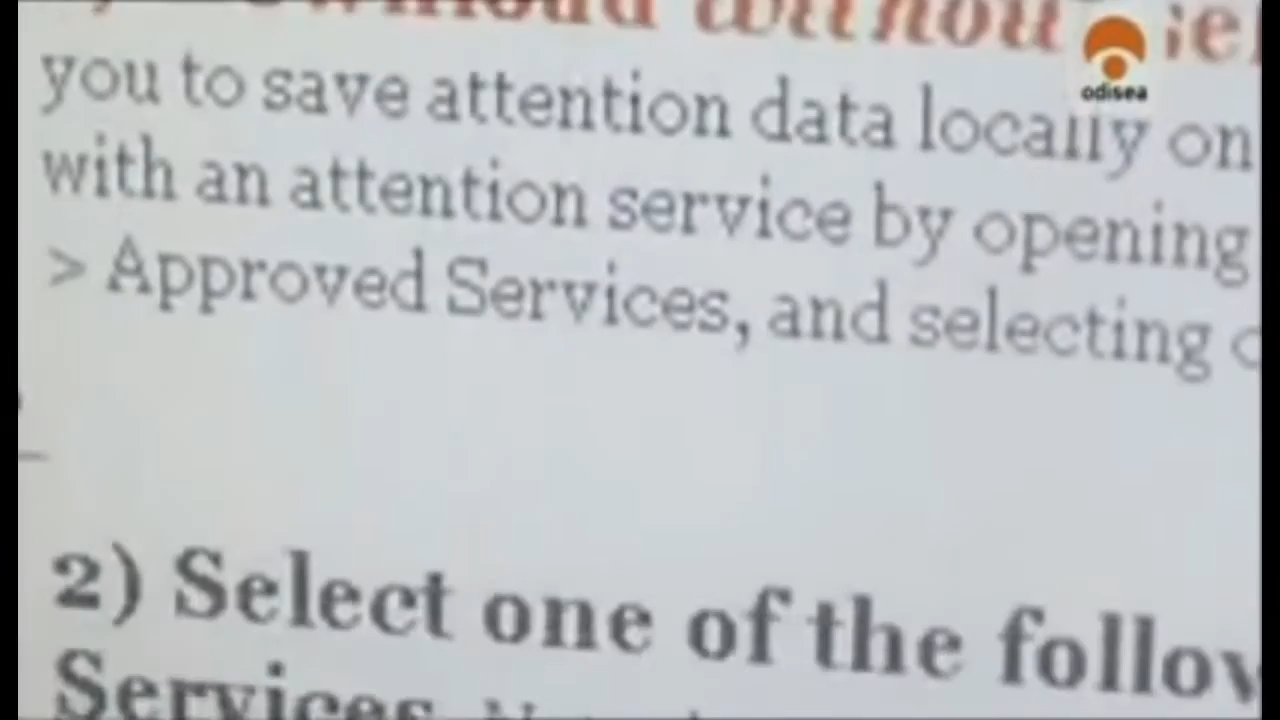 odisea
you to save attention data locally on
with an attention service by opening
> Approved Services, and selecting
2) Select one of the
Services.